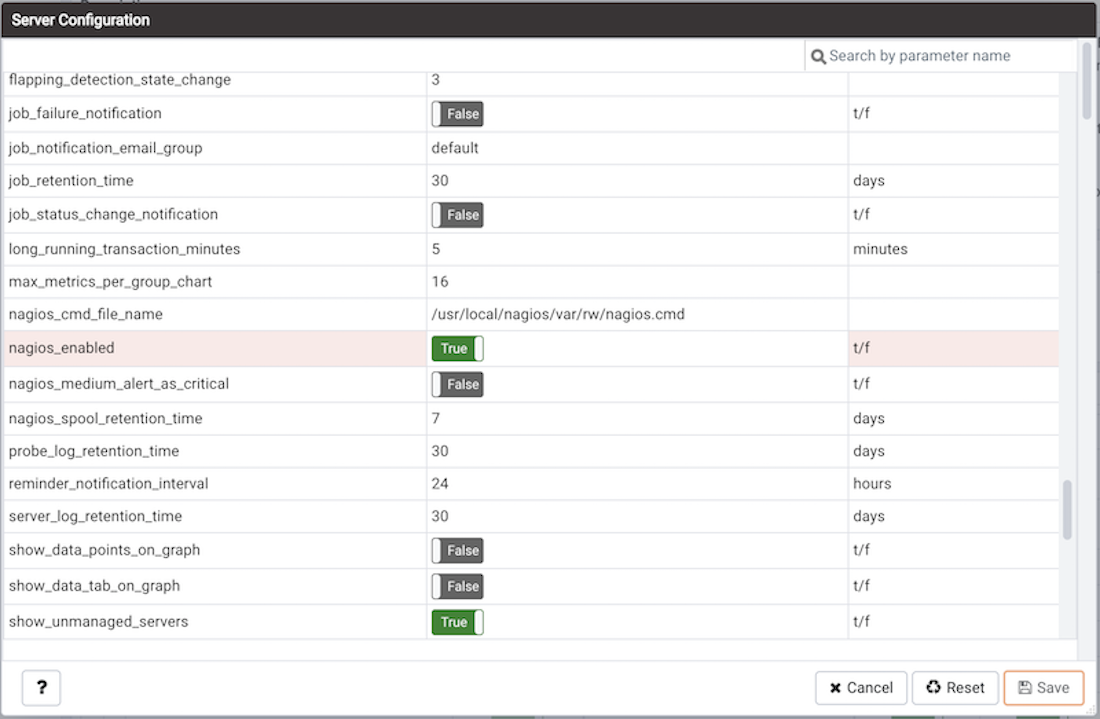 Server Configuration
Search by parameter name
flapping_detection_state_change 3
job_failure_notification False t/f
job_notification_email_group default
job_retention_time 30 days
job_status_change_notification False t/f
long_running_transaction_minutes 5 minutes
max_metrics_per_group_chart 16
nagios_cmd_file_name /usr/local/nagios/var/rw/nagios.cmd
nagios_enabled True t/f
nagios_medium_alert_as_critical False t/f
nagios_spool_retention_time 7 days
probe_log_retention_time 30 days
reminder_notification_interval 24 hours
server_log_retention_time 30 days
show_data_points_on_graph False t/f
show_data_tab_on_graph False t/f
show_unmanaged_servers True t/f
? Cancel Reset Save